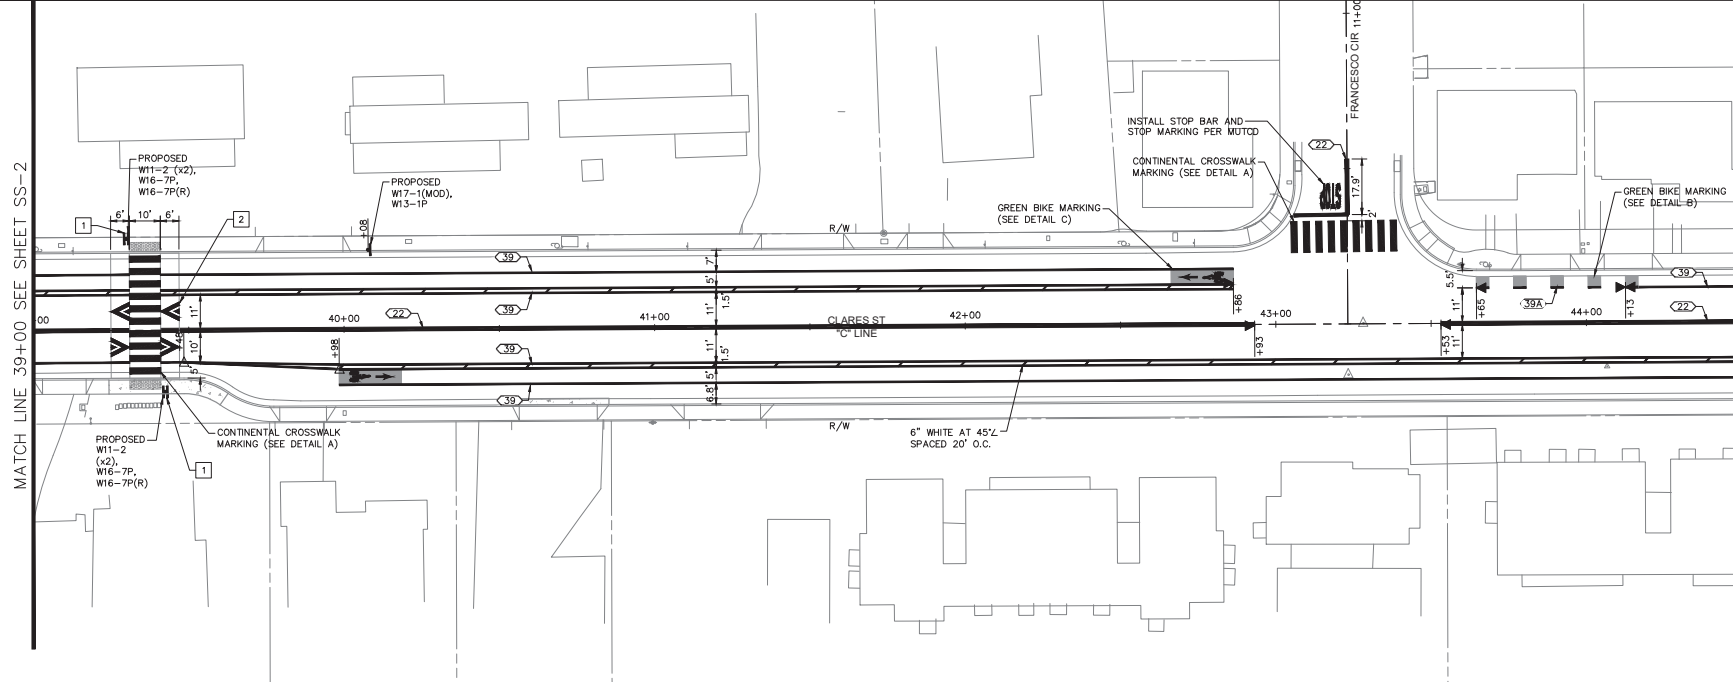 MATCH LINE 39+00 SEE SHEET SS-2
PROPOSED
W11-2 (x2),
W16-7P,
W16-7P(R)
6'
10'
6'
1
2
PROPOSED
W17-1(MOD),
W13-1P
+08
GREEN BIKE MARKING
(SEE DETAIL C)
INSTALL STOP BAR AND
STOP MARKING PER MUTCD
CONTINENTAL CROSSWALK
MARKING (SEE DETAIL A)
FRANCESCO CIR 11+00
22
17.9'
2'
STOP
GREEN BIKE MARKING
(SEE DETAIL B)
R/W
39
7'
5'
1.5'
11'
39
+86
5.5'
11'
+65
39A
+13
39
22
:00
11'
40+00
22
41+00
42+00
CLARES ST
"C" LINE
43+00
44+00
10'
48
+98
39
11'
1.5'
+93
+53
11'
5'
5'
6.8'
39
R/W
CONTINENTAL CROSSWALK
MARKING (SEE DETAIL A)
6" WHITE AT 45°∠
SPACED 20' O.C.
PROPOSED
W11-2
(x2),
W16-7P,
W16-7P(R)
1